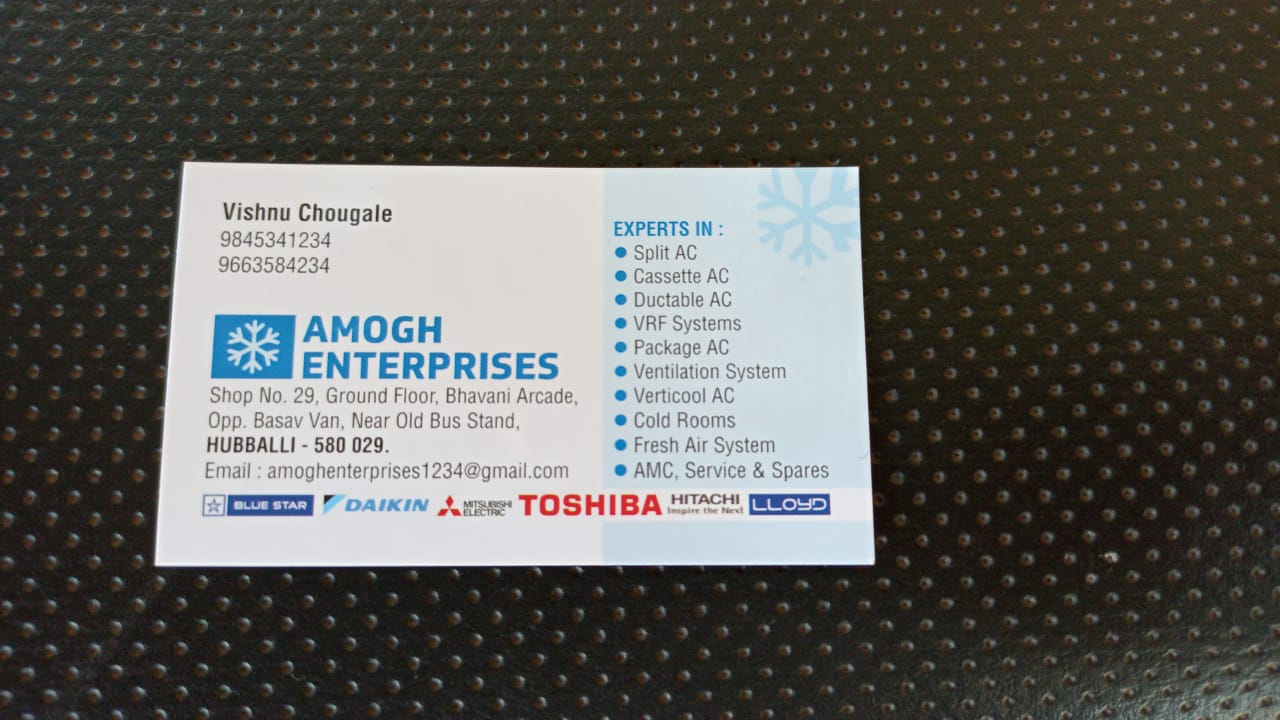 Vishnu Chougale
9845341234
9663584234
AMOGH
ENTERPRISES
Shop No. 29, Ground Floor, Bhavani Arcade,
Opp. Basav Van, Near Old Bus Stand,
HUBBALLI - 580 029.
Email : amoghenterprises1234@gmail.com
EXPERTS IN :
● Split AC
● Cassette AC
● Ductable AC
● VRF Systems
● Package AC
● Ventilation System
● Verticool AC
● Cold Rooms
● Fresh Air System
● AMC, Service & Spares
BLUE STAR
DAIKIN
MITSUBISHI
ELECTRIC
TOSHIBA
HITACHI
Inspire the Next
LLOYD